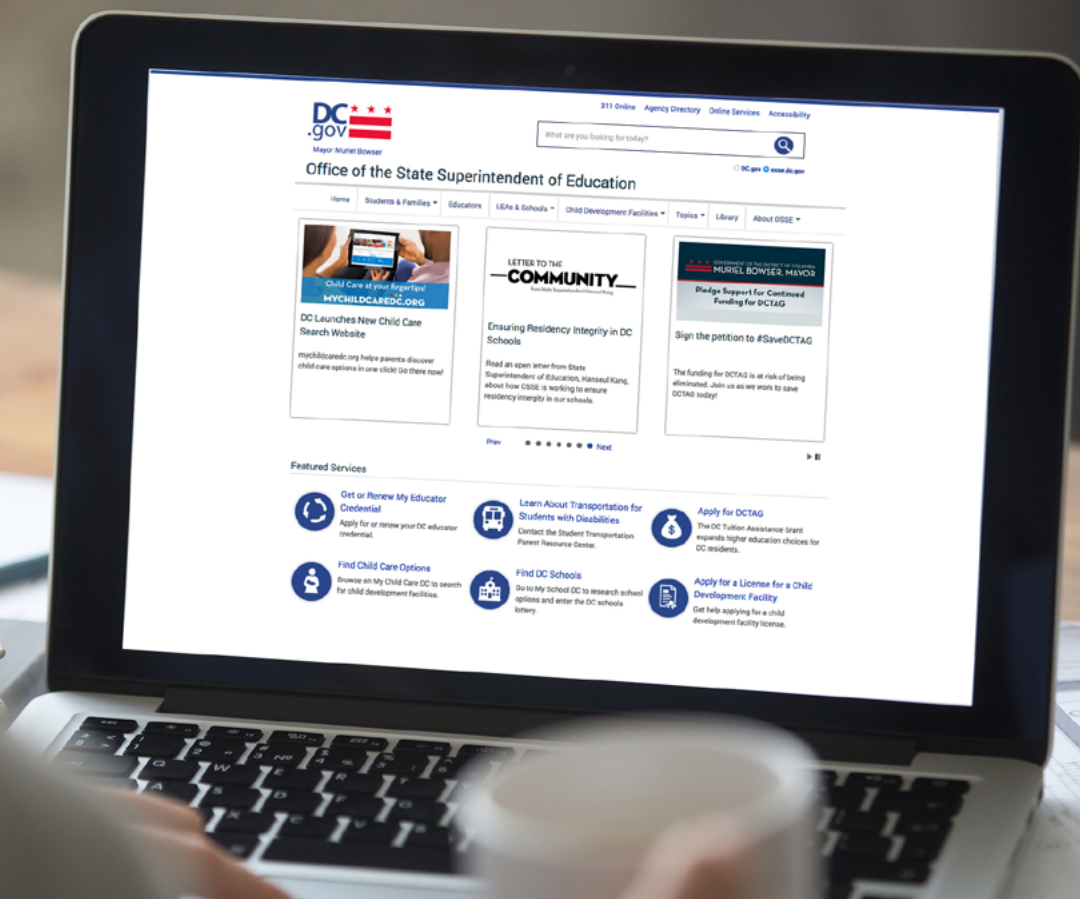 311 Online Agency Directory Online Services Accessibility
DC
.gov
Mayor Muriel Bowser
What are you looking for today?
DC.gov osse.dc.gov
Office of the State Superintendent of Education
Home Students & Families Educators LEAs & Schools Child Development Facilities Topics Library About OSSE
Child Care at your fingertips!
MYCHILDCAREDC.ORG
DC Launches New Child Care
Search Website
mychildcaredc.org helps parents discover
child care options in one click! Go there now!
LETTER TO THE
COMMUNITY
from State Superintendent Hanseul Kang
Ensuring Residency Integrity in DC
Schools
Read an open letter from State
Superintendent of Education, Hanseul Kang,
about how OSSE is working to ensure
residency intergity in our schools.
GOVERNMENT OF THE DISTRICT OF COLUMBIA
MURIEL BOWSER, MAYOR
Pledge Support for Continued
Funding for DCTAG
Sign the petition to #SaveDCTAG
The funding for DCTAG is at risk of being
eliminated. Join us as we work to save
DCTAG today!
Prev Next
Featured Services
Get or Renew My Educator
Credential
Apply for or renew your DC educator
credential.
Learn About Transportation for
Students with Disabilities
Contact the Student Transportation
Parent Resource Center.
Apply for DCTAG
The DC Tuition Assistance Grant
expands higher education choices for
DC residents.
Find Child Care Options
Browse on My Child Care DC to search
for child development facilities.
Find DC Schools
Go to My School DC to research school
options and enter the DC schools
lottery.
Apply for a License for a Child
Development Facility
Get help applying for a child
development facility license.
Q W E R
A S D F G